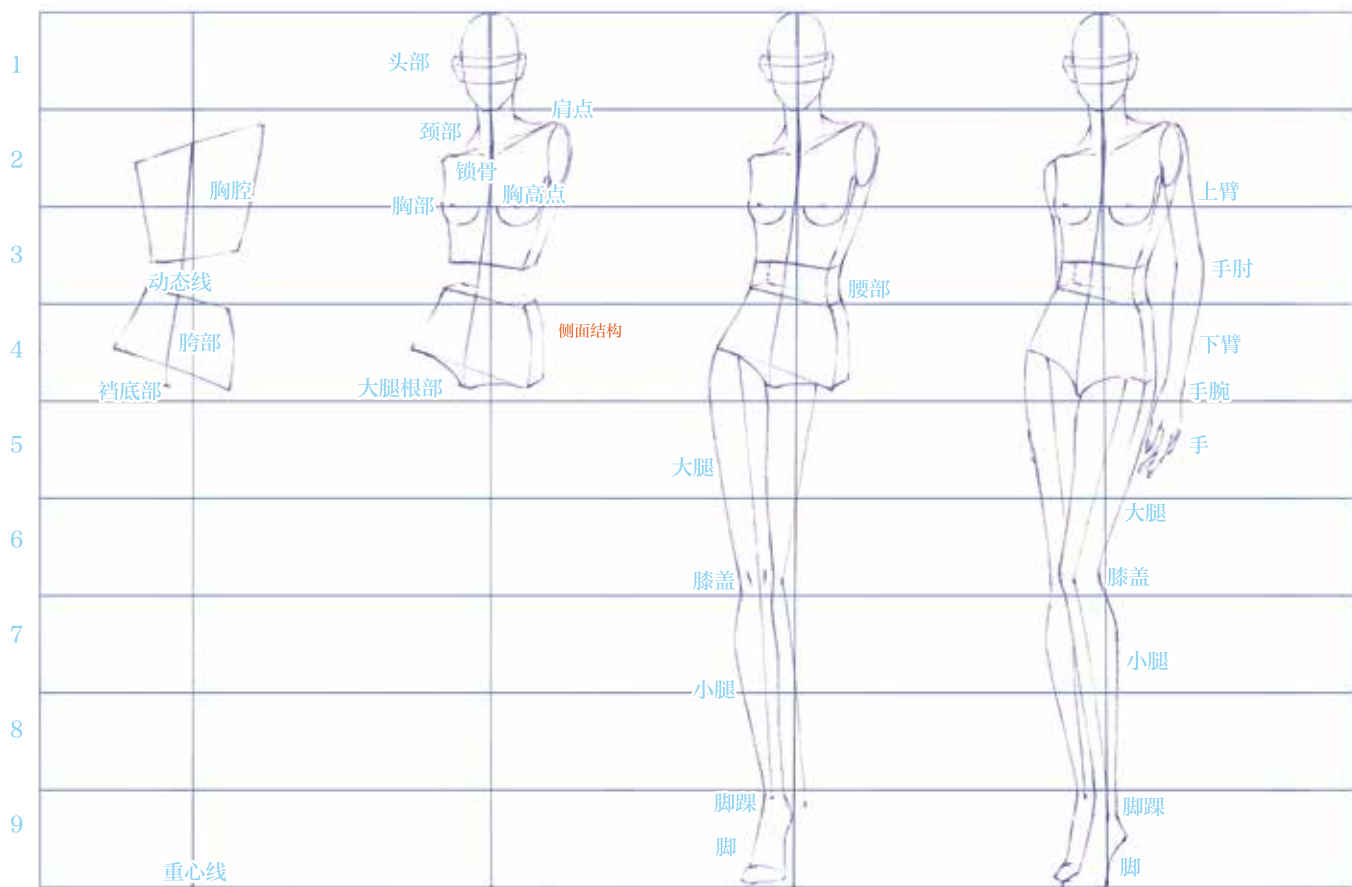 1
头部
肩点
颈部
2
锁骨
胸腔
胸高点
上臂
胸部
3
手肘
动态线
腰部
侧面结构
4
胯部
下臂
裆底部
大腿根部
手腕
5
手
大腿
大腿
6
膝盖
膝盖
7
小腿
小腿
8
脚踝
脚踝
9
脚
脚
重心线